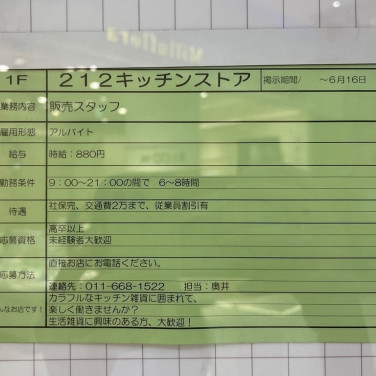 1F ２１２キッチンストア 掲示期間/ ～６月16日
業務内容 販売スタッフ
雇用形態 アルバイト
給与 時給：880円
勤務条件 9：00～21：00の間で 6～8時間
待遇 社保完、交通費2万まで、従業員割引有
応募資格 高卒以上
未経験者大歓迎
応募方法 直接お店にお電話ください。
連絡先：011-668-1522 担当：奥井
んなお店です！ カラフルなキッチン雑貨に囲まれて、
楽しく働きませんか？
生活雑貨に興味のある方、大歓迎！